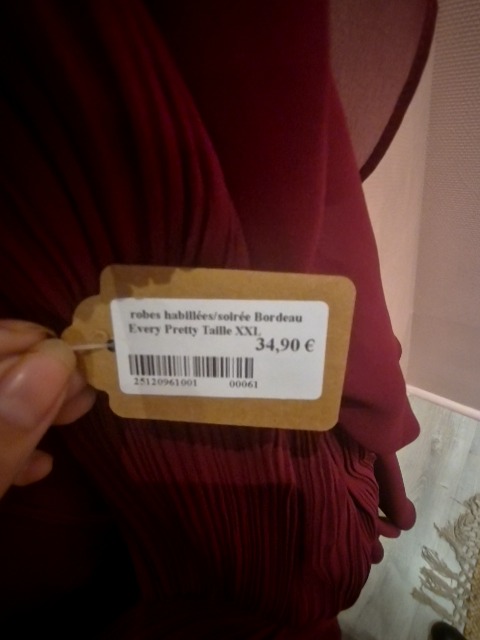 robes habillées/soirée Bordeau
Every Pretty Taille XXL
34,90 €
25120961001 00061